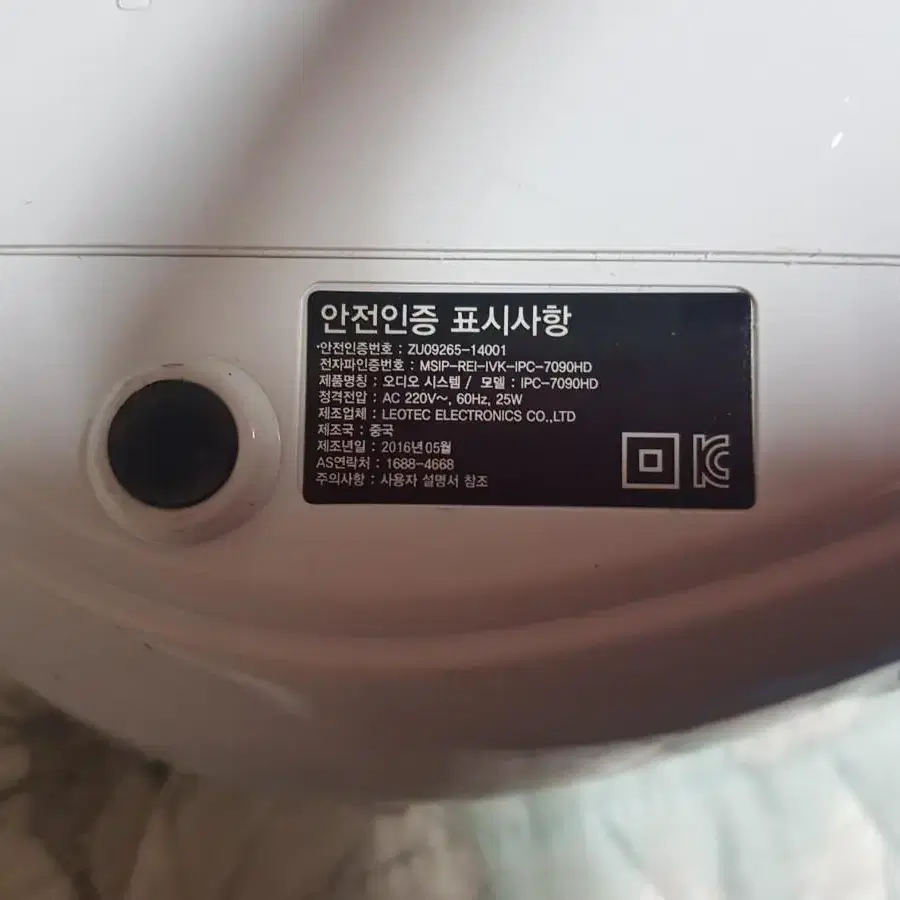 안전인증 표시사항
·안전인증번호 : ZU09265-14001
전자파인증번호 : MSIP-REI-IVK-IPC-7090HD
제품명칭 : 오디오 시스템 / 모델 : IPC-7090HD
정격전압 : AC 220V~, 60Hz, 25W
제조업체 : LEOTEC ELECTRONICS CO.,LTD
제조국 : 중국
제조년일 : 2016년 05월
AS연락처 : 1688-4668
주의사항 : 사용자 설명서 참조